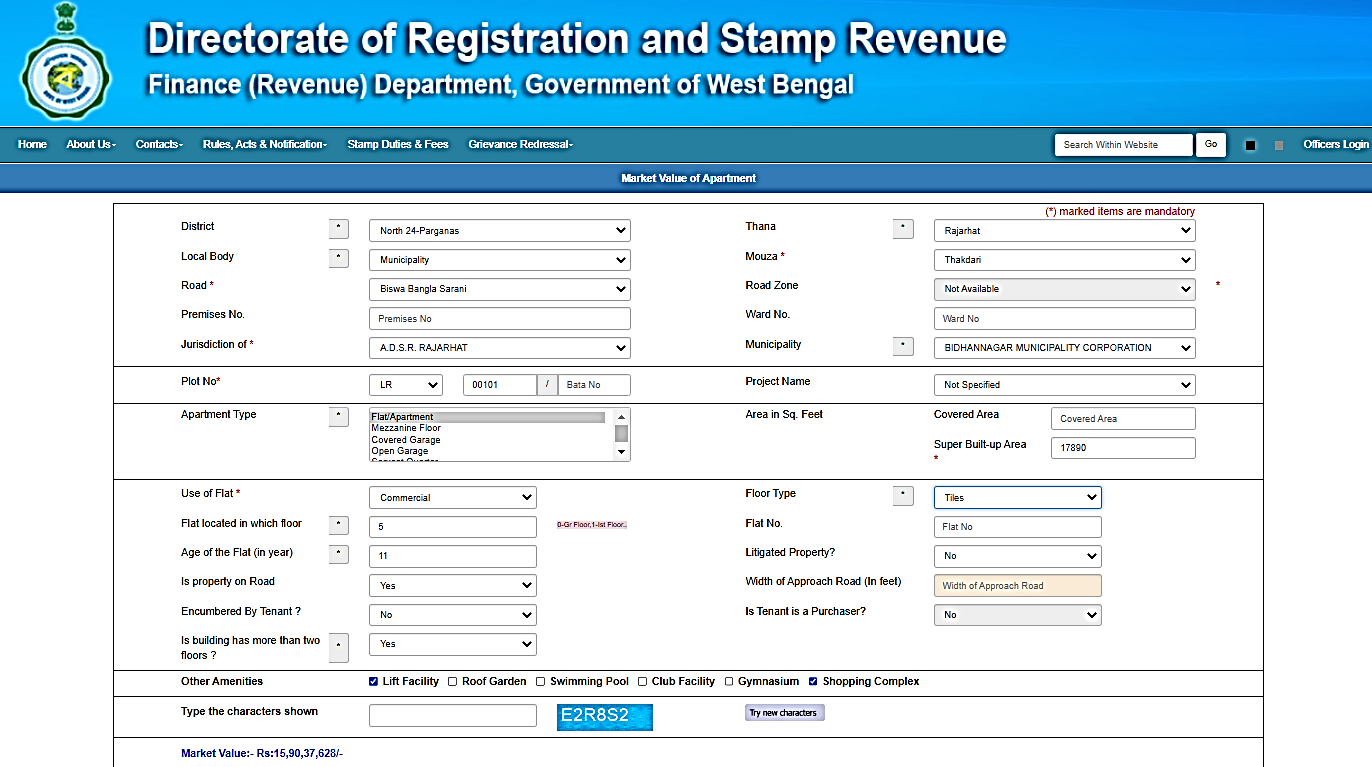 Directorate of Registration and Stamp Revenue
Finance (Revenue) Department, Government of West Bengal
Home About Us Contacts Rules, Acts & Notification Stamp Duties & Fees Grievance Redressal Search Within Website Go Officers Login
Market Value of Apartment
(*) marked items are mandatory
District * North 24-Parganas Thana * Rajarhat
Local Body * Municipality Mouza * Thakdari
Road * Biswa Bangla Sarani Road Zone Not Available *
Premises No. Premises No Ward No. Ward No
Jurisdiction of * A.D.S.R. RAJARHAT Municipality * BIDHANNAGAR MUNICIPALITY CORPORATION
Plot No* LR 00101 / Bata No Project Name Not Specified
Apartment Type * Flat/Apartment Area in Sq. Feet Covered Area Covered Area
Mezzanine Floor
Covered Garage
Open Garage
Super Built-up Area * 17890
Use of Flat * Commercial Floor Type * Tiles
Flat located in which floor * 5 0-Gr Floor,1-Ist Floor.. Flat No. Flat No
Age of the Flat (in year) * 11 Litigated Property? No
Is property on Road Yes Width of Approach Road (In feet) Width of Approach Road
Encumbered By Tenant ? No Is Tenant is a Purchaser? No
Is building has more than two * Yes
floors ?
Other Amenities Lift Facility Roof Garden Swimming Pool Club Facility Gymnasium Shopping Complex
Type the characters shown E2R8S2 Try new characters
Market Value:- Rs:15,90,37,628/-